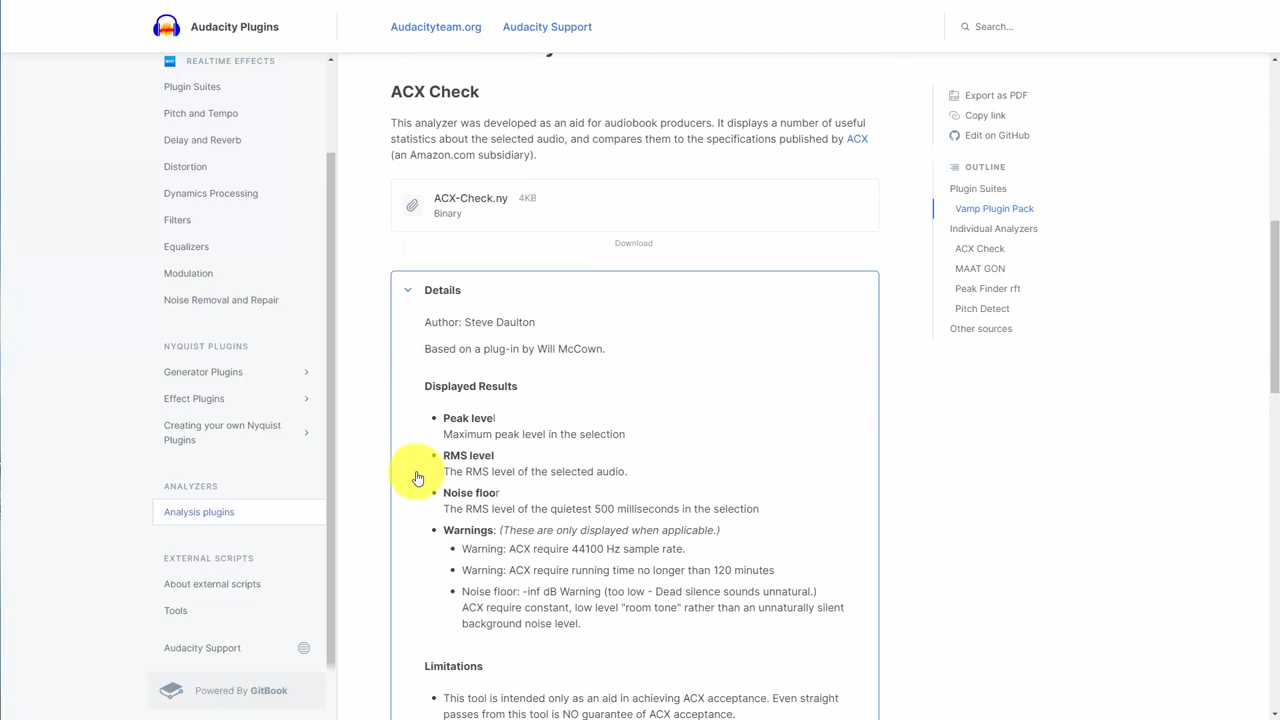 Audacity Plugins
Audacityteam.org
Audacity Support
Search...
REALTIME EFFECTS
Plugin Suites
Pitch and Tempo
Delay and Reverb
Distortion
Dynamics Processing
Filters
Equalizers
Modulation
Noise Removal and Repair
NYQUIST PLUGINS
Generator Plugins
Effect Plugins
Creating your own Nyquist
Plugins
ANALYZERS
Analysis plugins
EXTERNAL SCRIPTS
About external scripts
Tools
Audacity Support
Powered By GitBook
ACX Check
This analyzer was developed as an aid for audiobook producers. It displays a number of useful
statistics about the selected audio, and compares them to the specifications published by ACX
(an Amazon.com subsidiary).
ACX-Check.ny 4KB
Binary
Download
Details
Author: Steve Daulton
Based on a plug-in by Will McCown.
Displayed Results
• Peak level
Maximum peak level in the selection
• RMS level
The RMS level of the selected audio.
• Noise floor
The RMS level of the quietest 500 milliseconds in the selection
• Warnings: (These are only displayed when applicable.)
• Warning: ACX require 44100 Hz sample rate.
• Warning: ACX require running time no longer than 120 minutes
• Noise floor: -inf dB Warning (too low - Dead silence sounds unnatural.)
ACX require constant, low level "room tone" rather than an unnaturally silent
background noise level.
Limitations
• This tool is intended only as an aid in achieving ACX acceptance. Even straight
passes from this tool is NO guarantee of ACX acceptance.
Export as PDF
Copy link
Edit on GitHub
OUTLINE
Plugin Suites
Vamp Plugin Pack
Individual Analyzers
ACX Check
MAAT GON
Peak Finder rft
Pitch Detect
Other sources